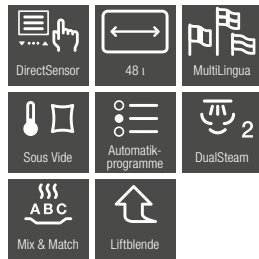 DirectSensor
48 ι
MultiLingua
Sous Vide
Automatik-
programme
2
DualSteam
ABC
Mix & Match
Liftblende